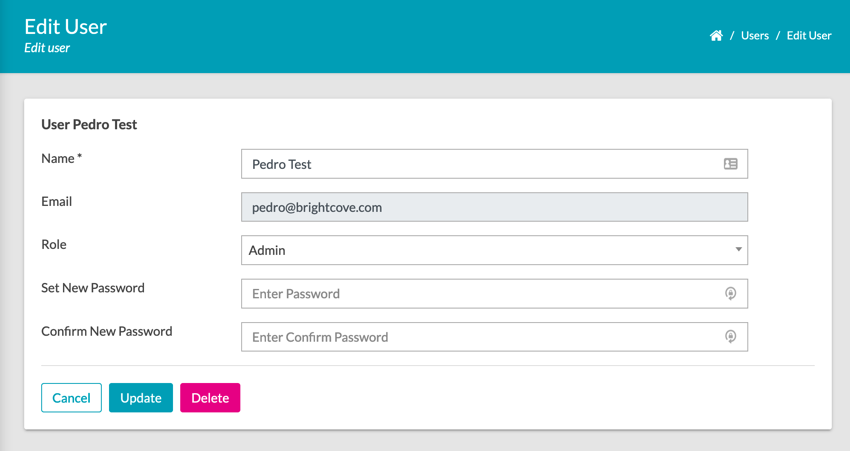 Edit User
Edit user
/ Users / Edit User
User Pedro Test
Name * Pedro Test
Email pedro@brightcove.com
Role Admin
Set New Password Enter Password
Confirm New Password Enter Confirm Password
Cancel Update Delete